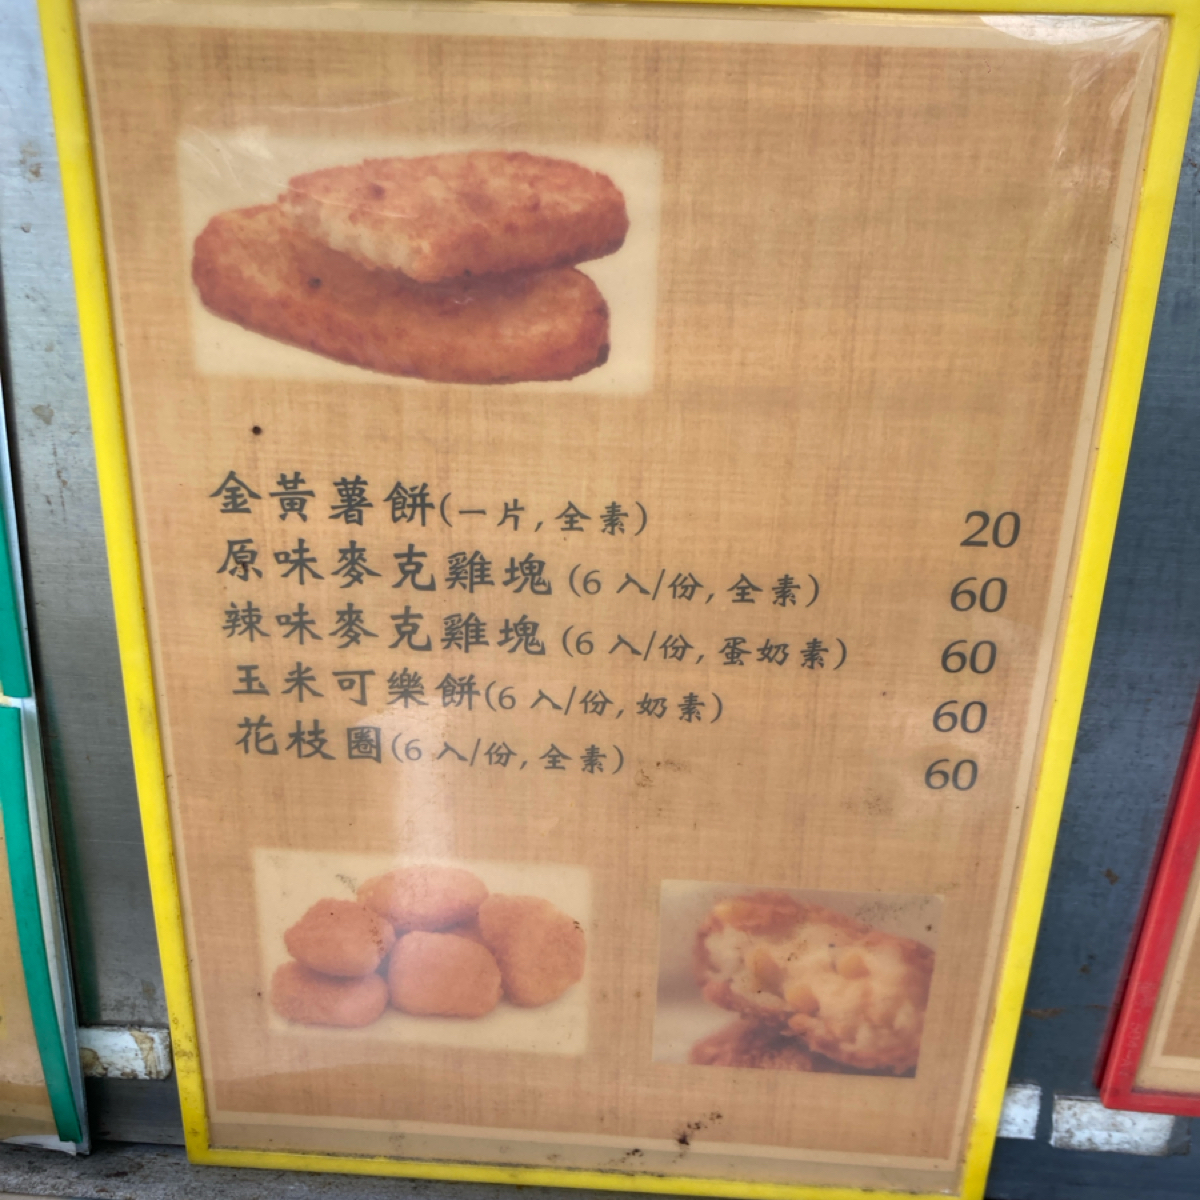 金黃薯餅(一片,全素) 20
原味麥克雞塊 (6 入/份,全素) 60
辣味麥克雞塊 (6 入/份,蛋奶素) 60
玉米可樂餅(6 入/份,奶素) 60
花枝圈(6 入/份,全素) 60